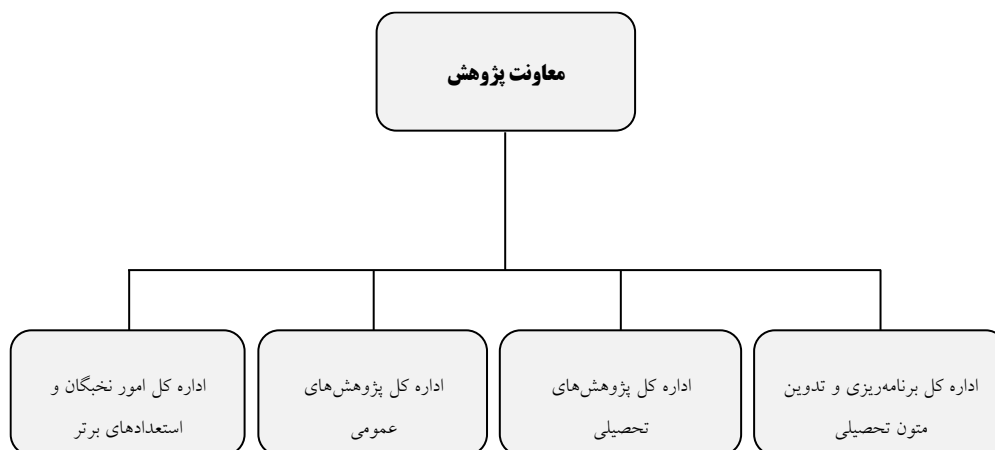 معاونت پژوهش
اداره کل برنامه‌ریزی و تدوین
متون تحصیلی
اداره کل پژوهش‌های
تحصیلی
اداره کل پژوهش‌های
عمومی
اداره کل امور نخبگان و
استعدادهای برتر